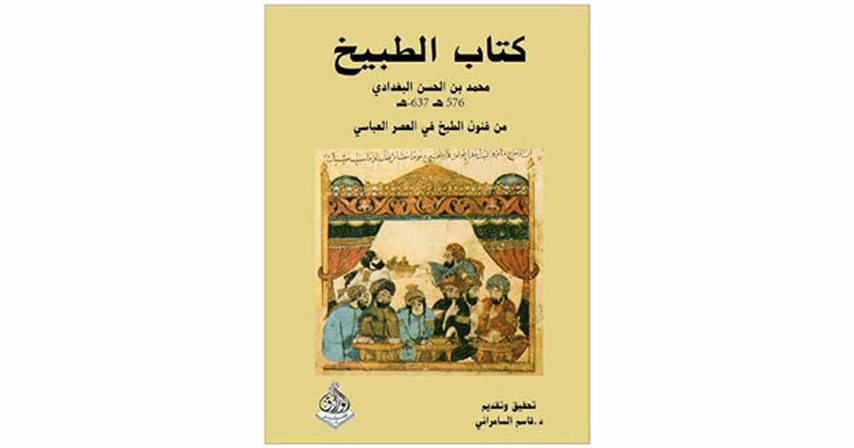 كتاب الطبيخ
محمد بن الحسن البغدادي
576 هـ 637-هـ
من فنون الطبخ في العصر العباسي
تحقيق وتقديم
د.قاسم السامرائي